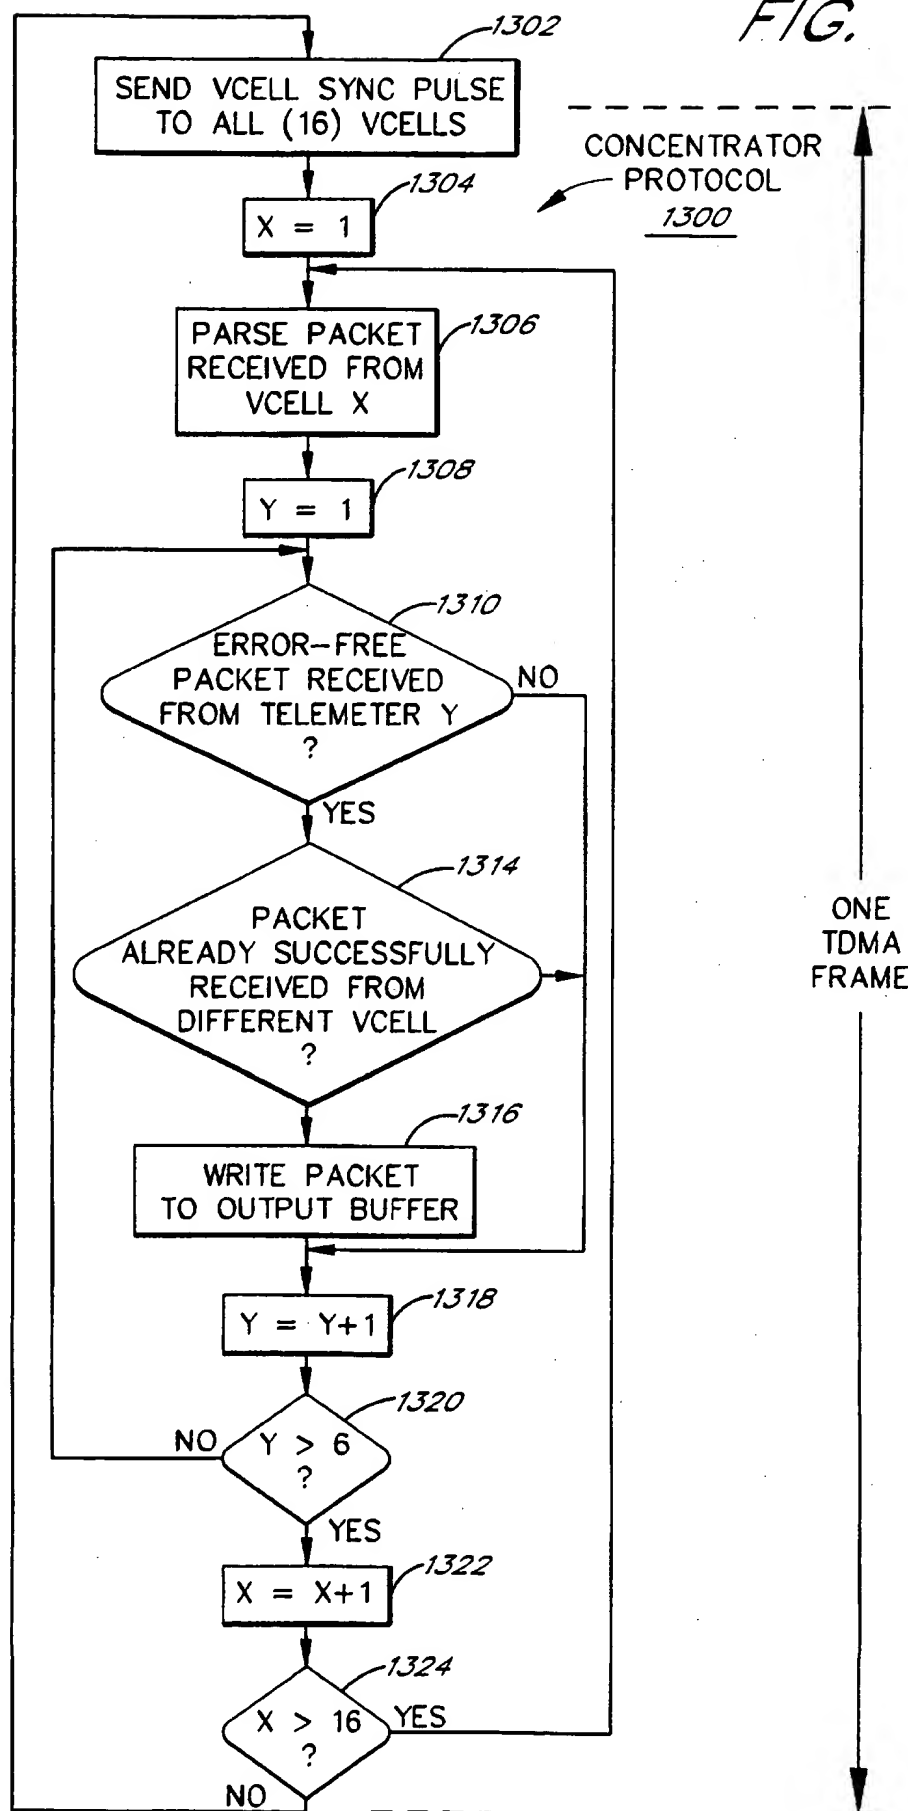 FIG.
1302
SEND VCELL SYNC PULSE
TO ALL (16) VCELLS
CONCENTRATOR
PROTOCOL
1300
1304
X = 1
1306
PARSE PACKET
RECEIVED FROM
VCELL X
1308
Y = 1
1310
ERROR-FREE
PACKET RECEIVED
FROM TELEMETER Y
?
NO
YES
1314
PACKET
ALREADY SUCCESSFULLY
RECEIVED FROM
DIFFERENT VCELL
?
ONE
TDMA
FRAME
1316
WRITE PACKET
TO OUTPUT BUFFER
1318
Y = Y+1
1320
Y > 6
?
NO
YES
1322
X = X+1
1324
X > 16
?
YES
NO